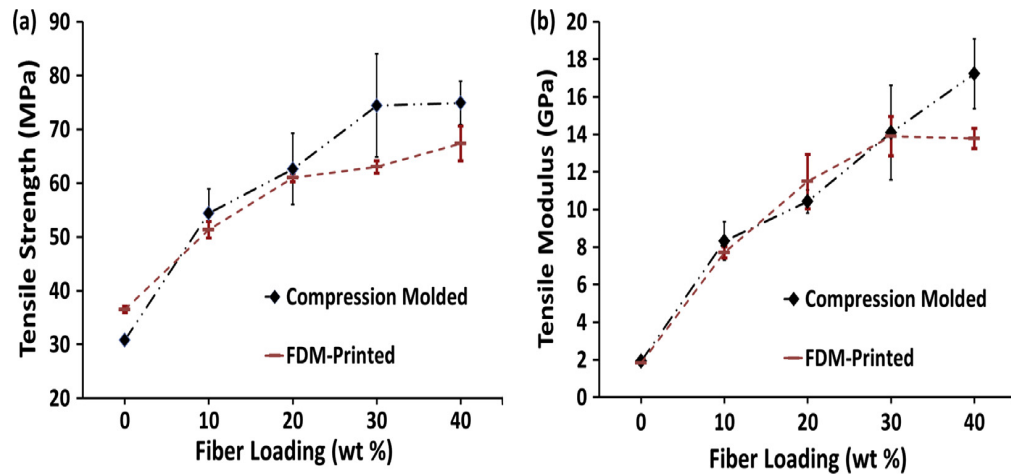 (a)
Tensile Strength (MPa)
90
80
70
60
50
40
30
20
0 10 20 30 40
Fiber Loading (wt %)
Compression Molded
FDM-Printed
(b)
Tensile Modulus (GPa)
20
18
16
14
12
10
8
6
4
2
0
0 10 20 30 40
Fiber Loading (wt %)
Compression Molded
FDM-Printed